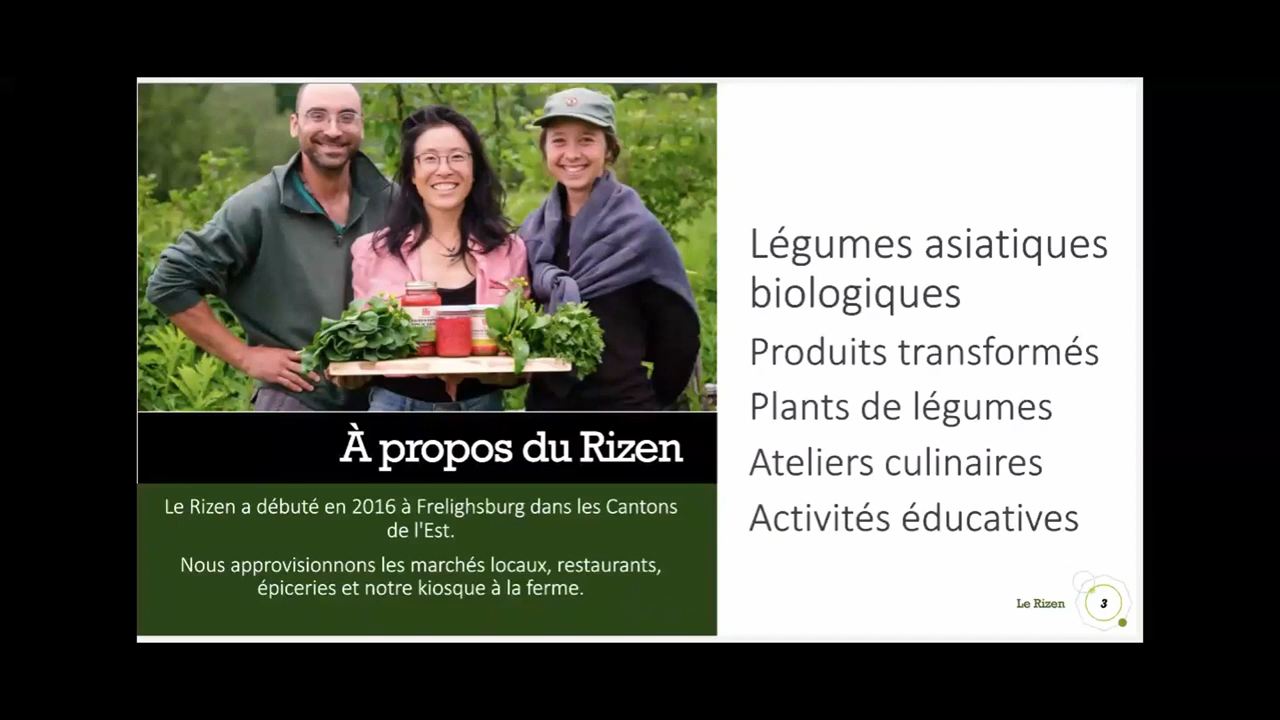 À propos du Rizen
Le Rizen a débuté en 2016 à Frelighsburg dans les Cantons
de l'Est.
Nous approvisionnons les marchés locaux, restaurants,
épiceries et notre kiosque à la ferme.
Légumes asiatiques
biologiques
Produits transformés
Plants de légumes
Ateliers culinaires
Activités éducatives
Le Rizen
3